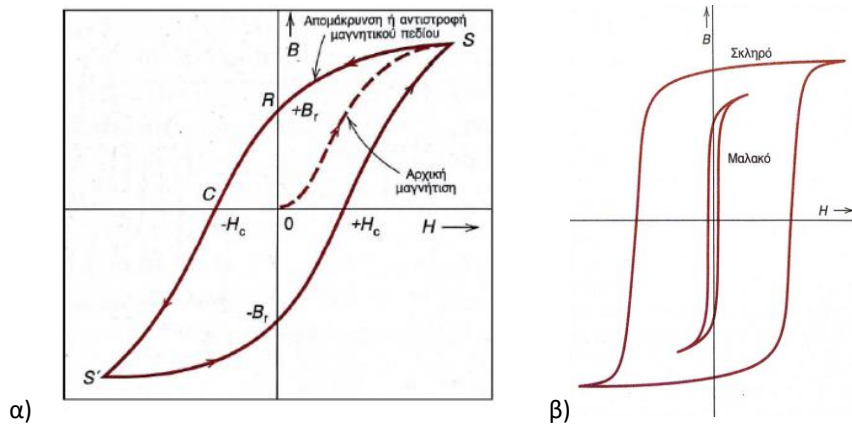 Απομάκρυνση ή αντιστροφή
μαγνητικού πεδίου
B
S
R
+Br
Αρχική
μαγνήτιση
C
-Hc
0
+Hc
H
-Br
S'
α)
B
Σκληρό
Μαλακό
H
β)